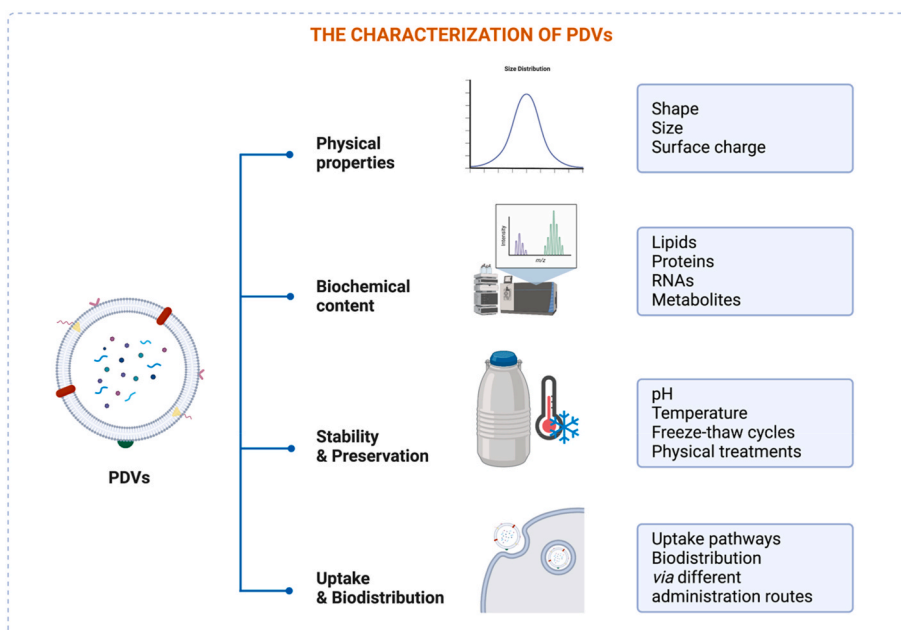 THE CHARACTERIZATION OF PDVs
Size Distribution
Physical
properties
Shape
Size
Surface charge
Intensity
m/z
Biochemical
content
Lipids
Proteins
RNAs
Metabolites
PDVs
Stability
& Preservation
pH
Temperature
Freeze-thaw cycles
Physical treatments
Uptake
& Biodistribution
Uptake pathways
Biodistribution
via different
administration routes